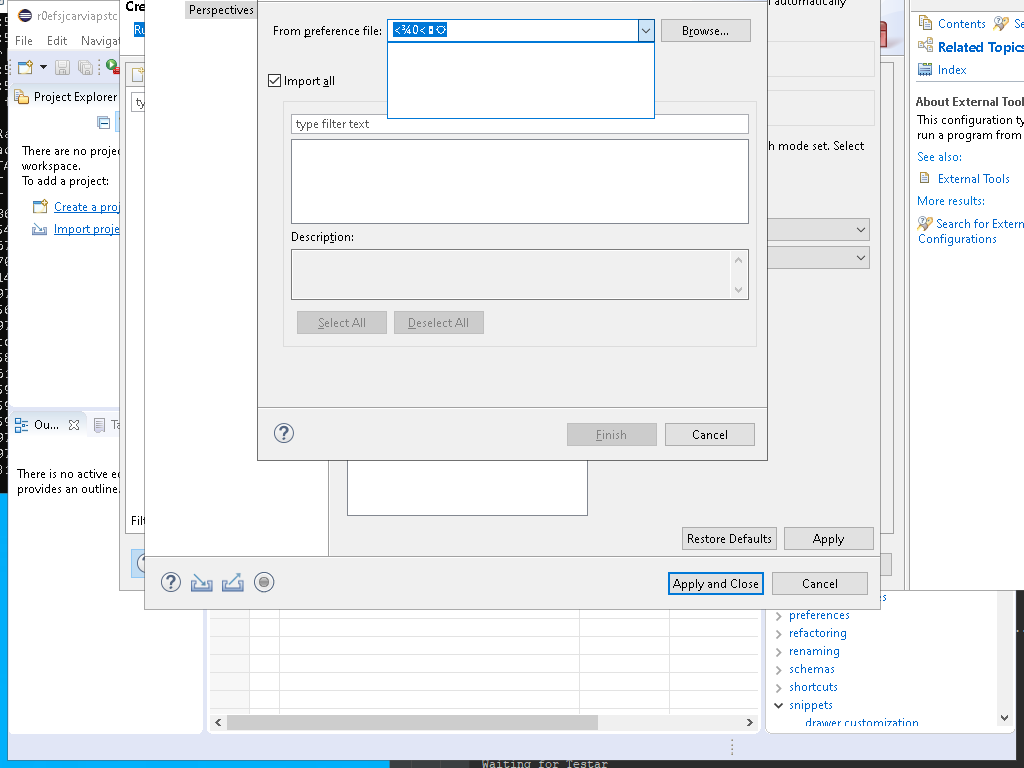 r0efsjcarviapstc
File Edit Navigat
Project Explorer
There are no proje
workspace.
To add a project:
Create a proj
Import proje
Ou...
Ta
There is no active e
provides an outline.
Cre
Ru
ty
Filt
Perspectives
From preference file:
Browse...
Import all
type filter text
Description:
Select All
Deselect All
Finish
Cancel
automatically
h mode set. Select
Restore Defaults
Apply
Apply and Close
Cancel
Contents
Se
Related Topics
Index
About External Tool
This configuration ty
run a program from
See also:
External Tools
More results:
Search for Extern
Configurations
es
preferences
refactoring
renaming
schemas
shortcuts
snippets
drawer customization
Waiting for Testar